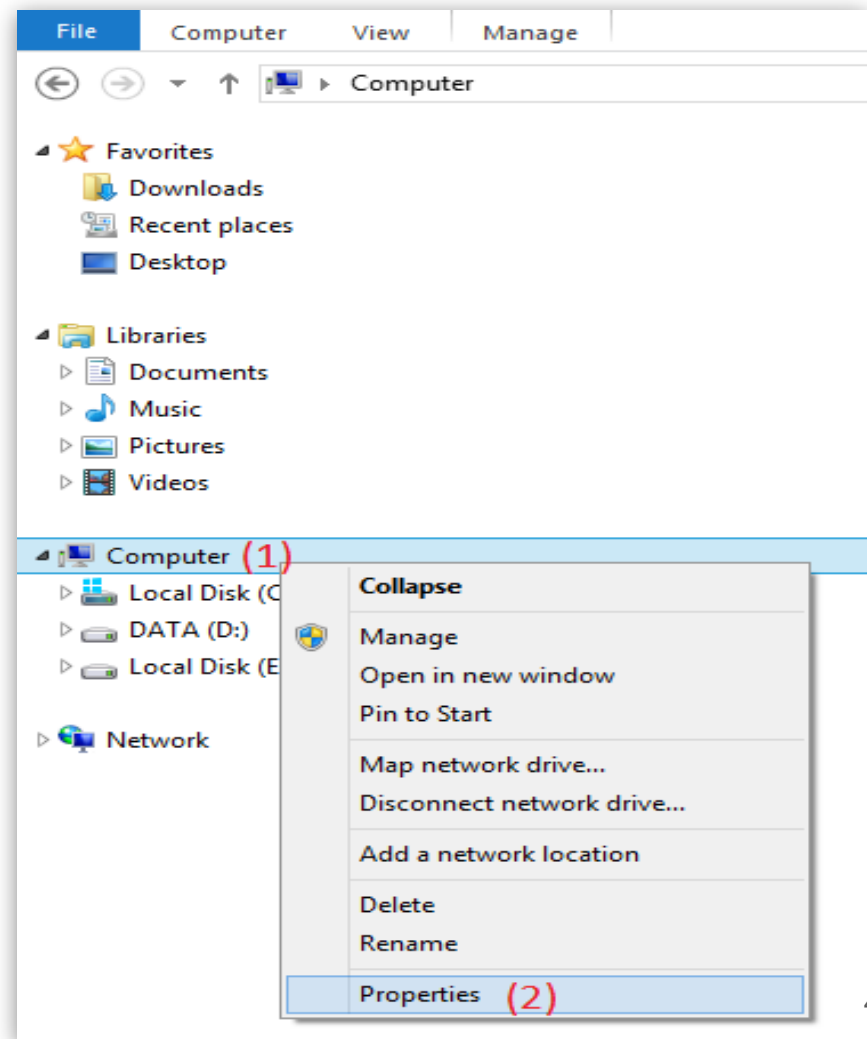 File Computer View Manage
Computer
Favorites
Downloads
Recent places
Desktop
Libraries
Documents
Music
Pictures
Videos
Computer (1)
Local Disk (C
DATA (D:)
Local Disk (E
Network
Collapse
Manage
Open in new window
Pin to Start
Map network drive...
Disconnect network drive...
Add a network location
Delete
Rename
Properties (2)